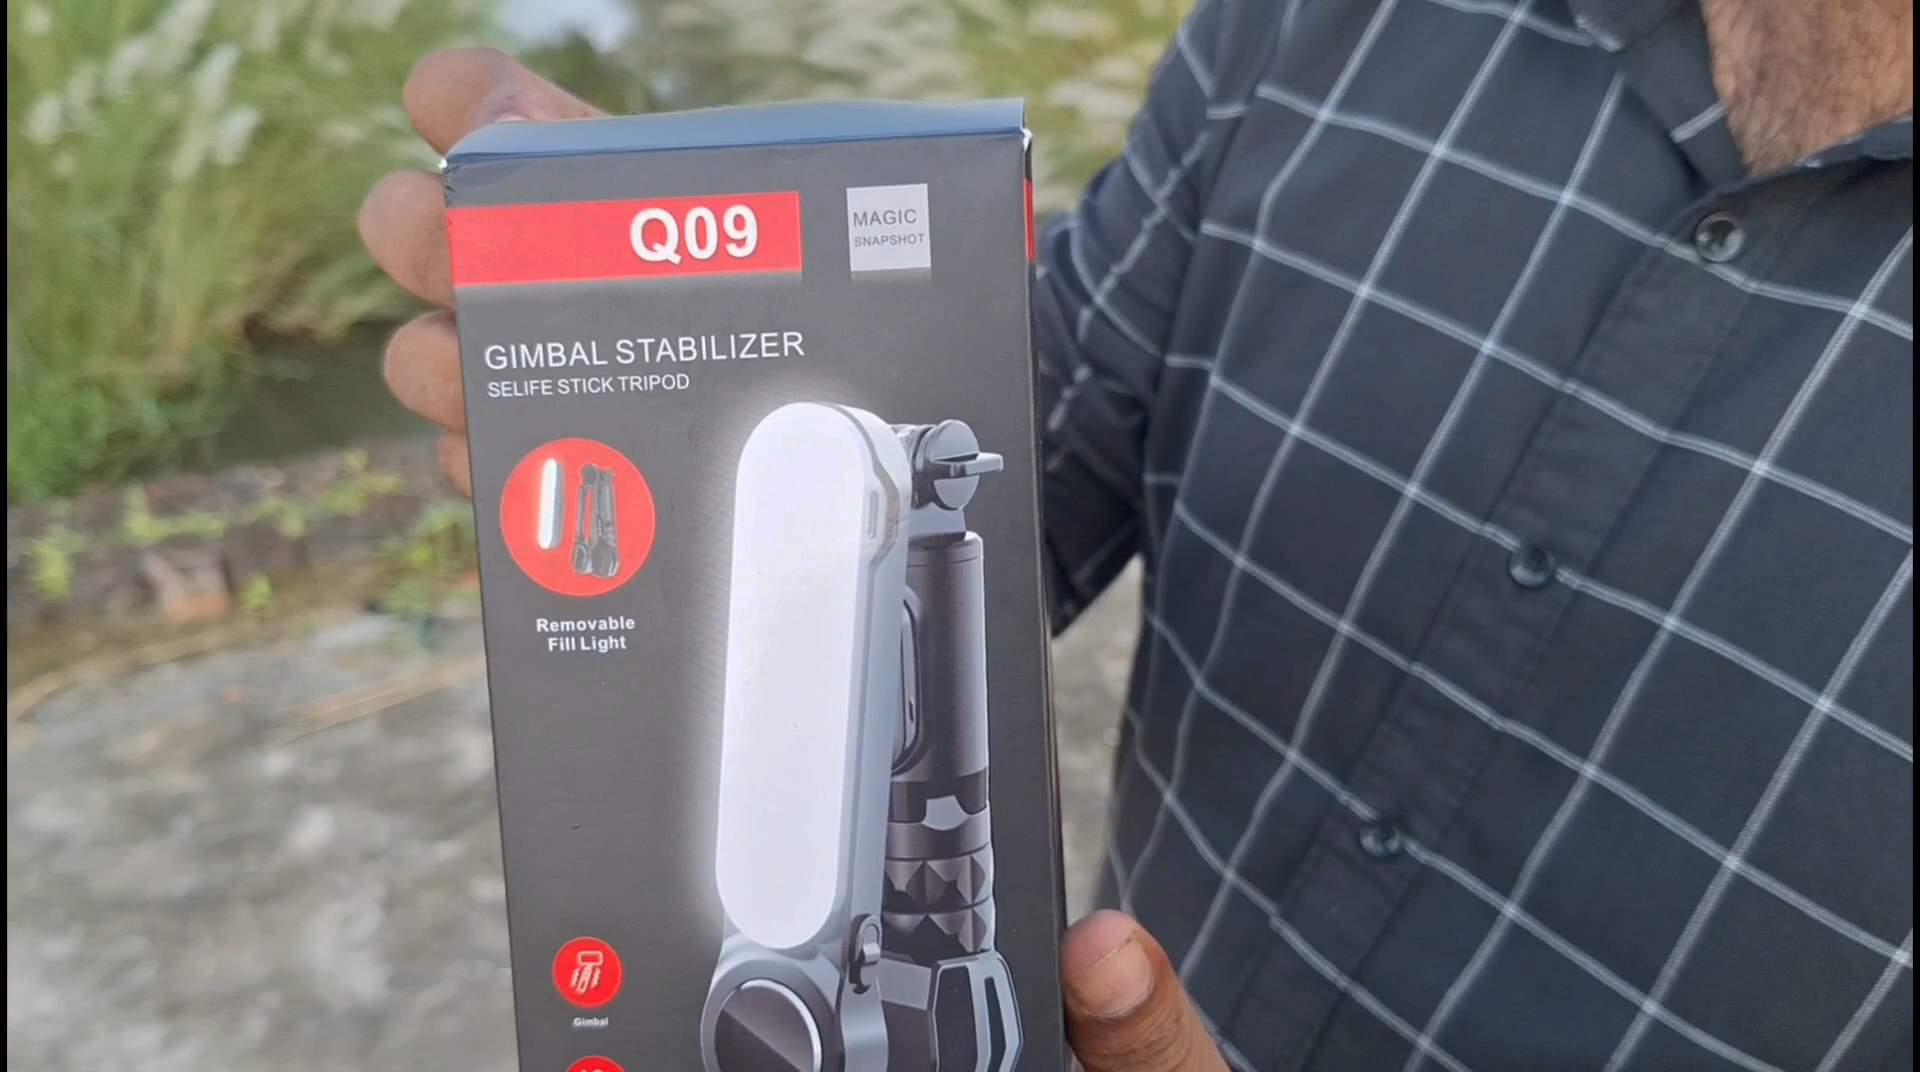 Q09
MAGIC
SNAPSHOT
GIMBAL STABILIZER
SELIFE STICK TRIPOD
Removable
Fill Light
Gimbal